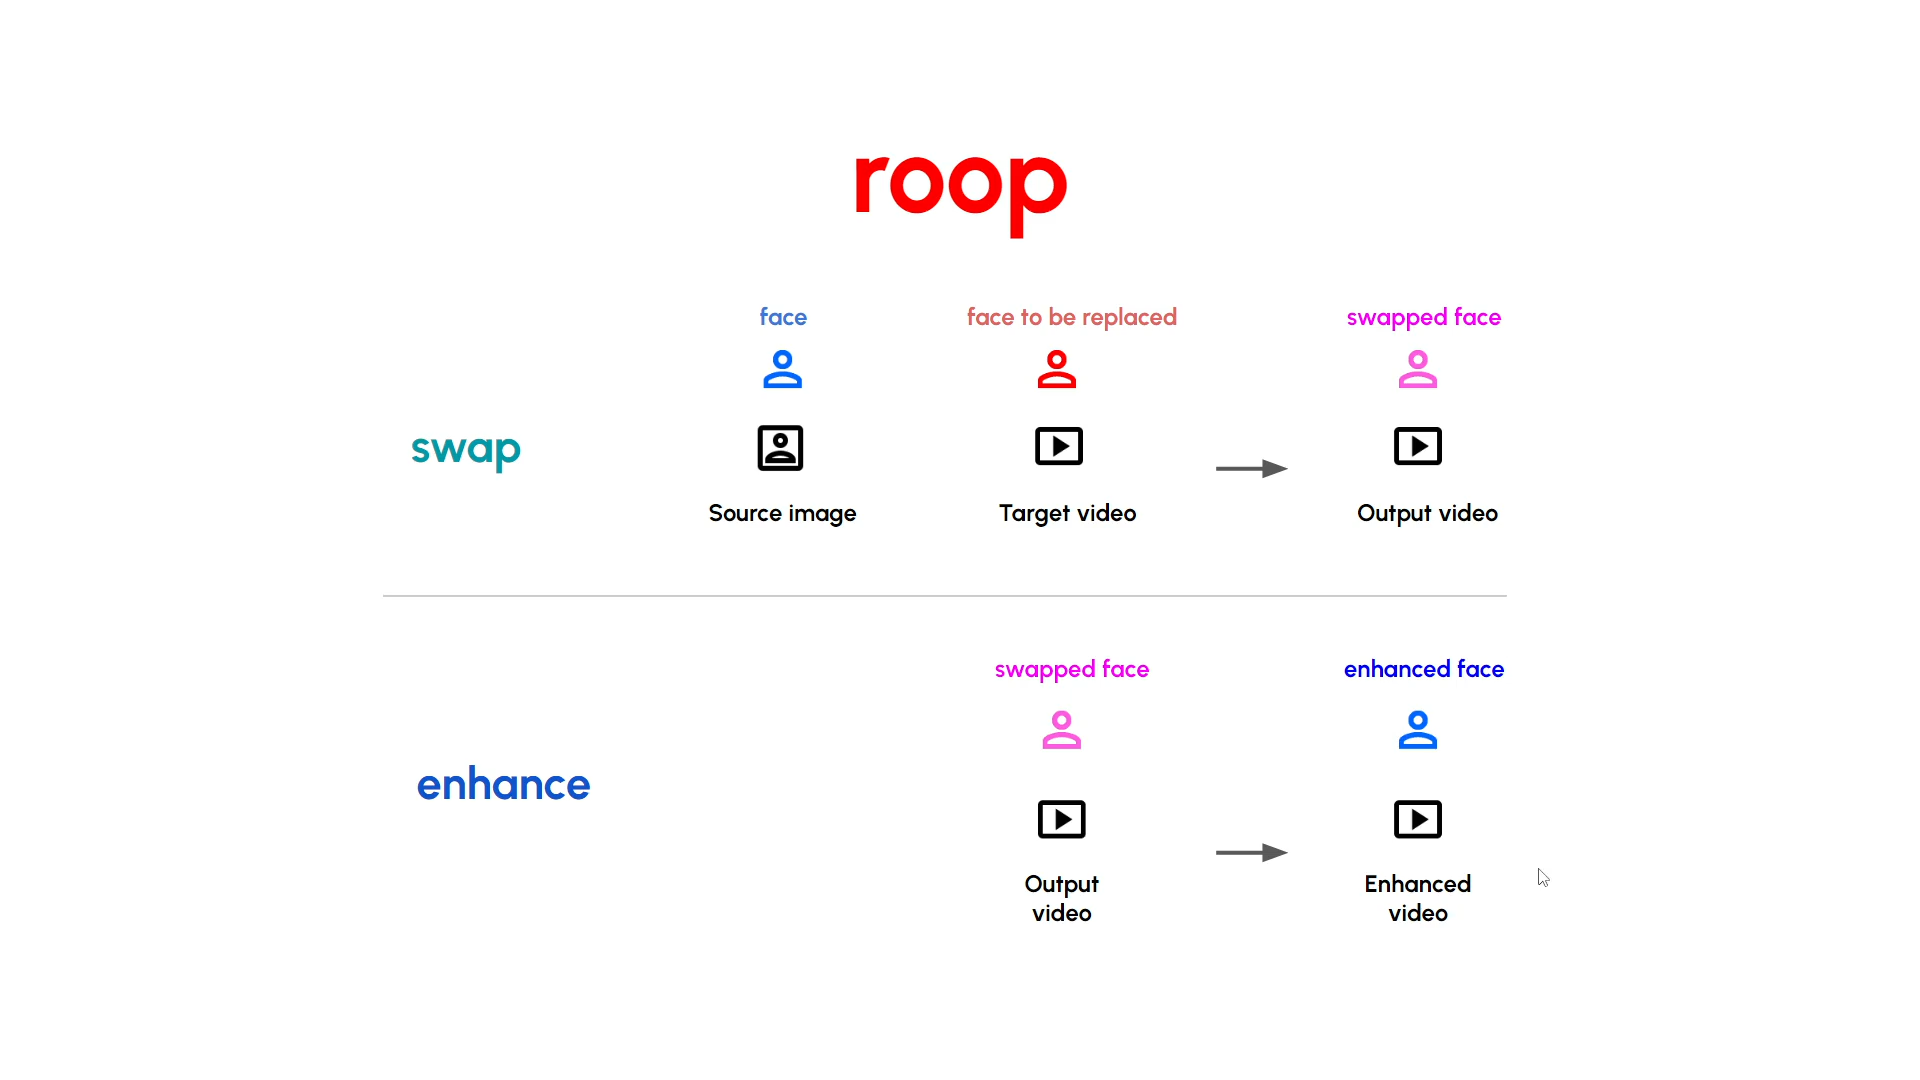 roop
face
face to be replaced
swapped face
swap
Source image
Target video
Output video
swapped face
enhanced face
enhance
Output
video
Enhanced
video